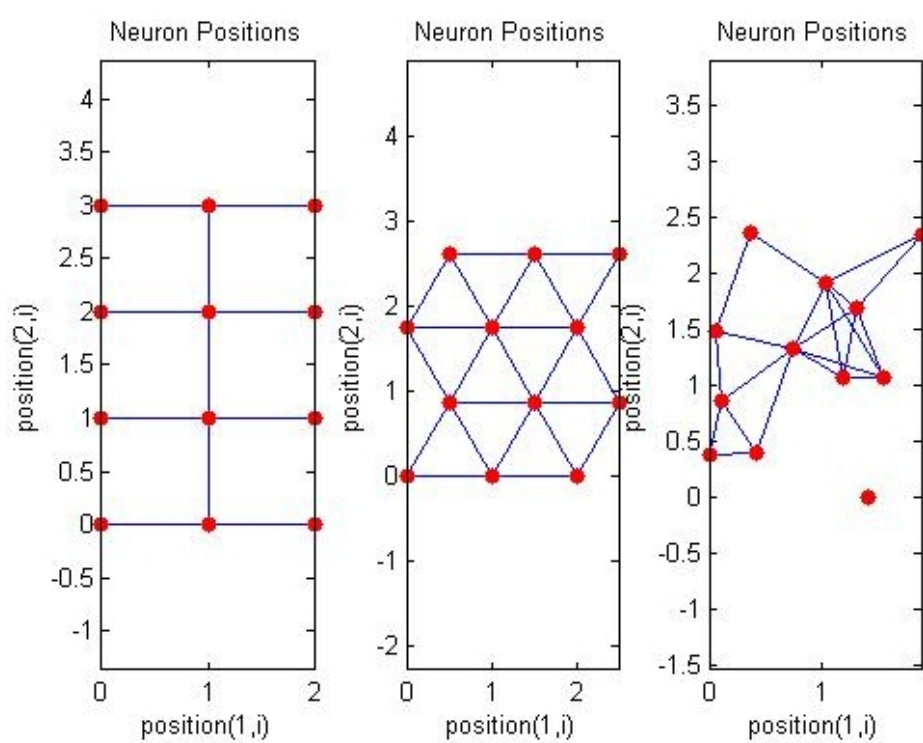 Neuron Positions
4
3.5
3
2.5
2
1.5
1
0.5
0
-0.5
-1
0 1 2
position(1,i)
position(2,i)
Neuron Positions
4
3
2
1
0
-1
-2
0 1 2
position(1,i)
position(2,i)
Neuron Positions
3.5
3
2.5
2
1.5
1
0.5
0
-0.5
-1
-1.5
0 1
position(1,i)
position(2,i)